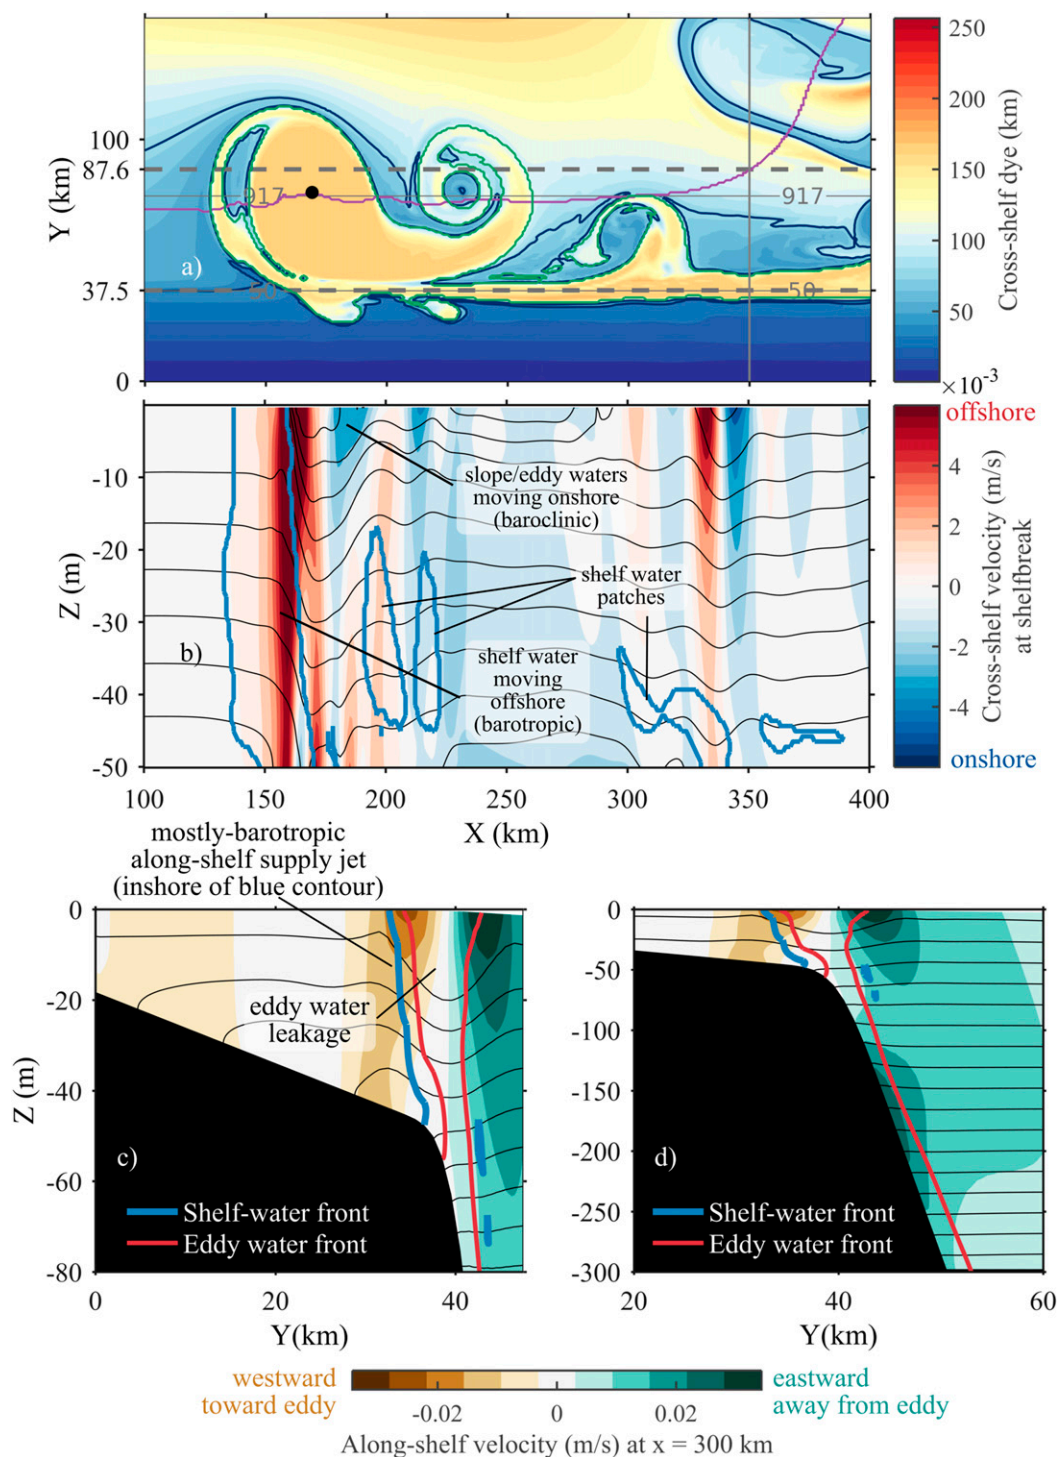 250
200
150
100
50
Cross-shelf dye (km)
100
87.6
37.5
0
Y (km)
917
917
50
50
a)
×10⁻³
offshore
4
2
0
-2
-4
onshore
Cross-shelf velocity (m/s)
at shelfbreak
-10
-20
-30
-40
-50
Z (m)
b)
slope/eddy waters
moving onshore
(baroclinic)
shelf water
patches
shelf water
moving
offshore
(barotropic)
100
150
200
250
300
350
400
X (km)
mostly-barotropic
along-shelf supply jet
(inshore of blue contour)
0
-20
-40
-60
-80
Z (m)
eddy water
leakage
c)
Shelf-water front
Eddy water front
0
20
40
Y(km)
0
-50
-100
-150
-200
-250
-300
d)
Shelf-water front
Eddy water front
20
40
60
Y(km)
westward
toward eddy
-0.02
0
0.02
eastward
away from eddy
Along-shelf velocity (m/s) at x = 300 km